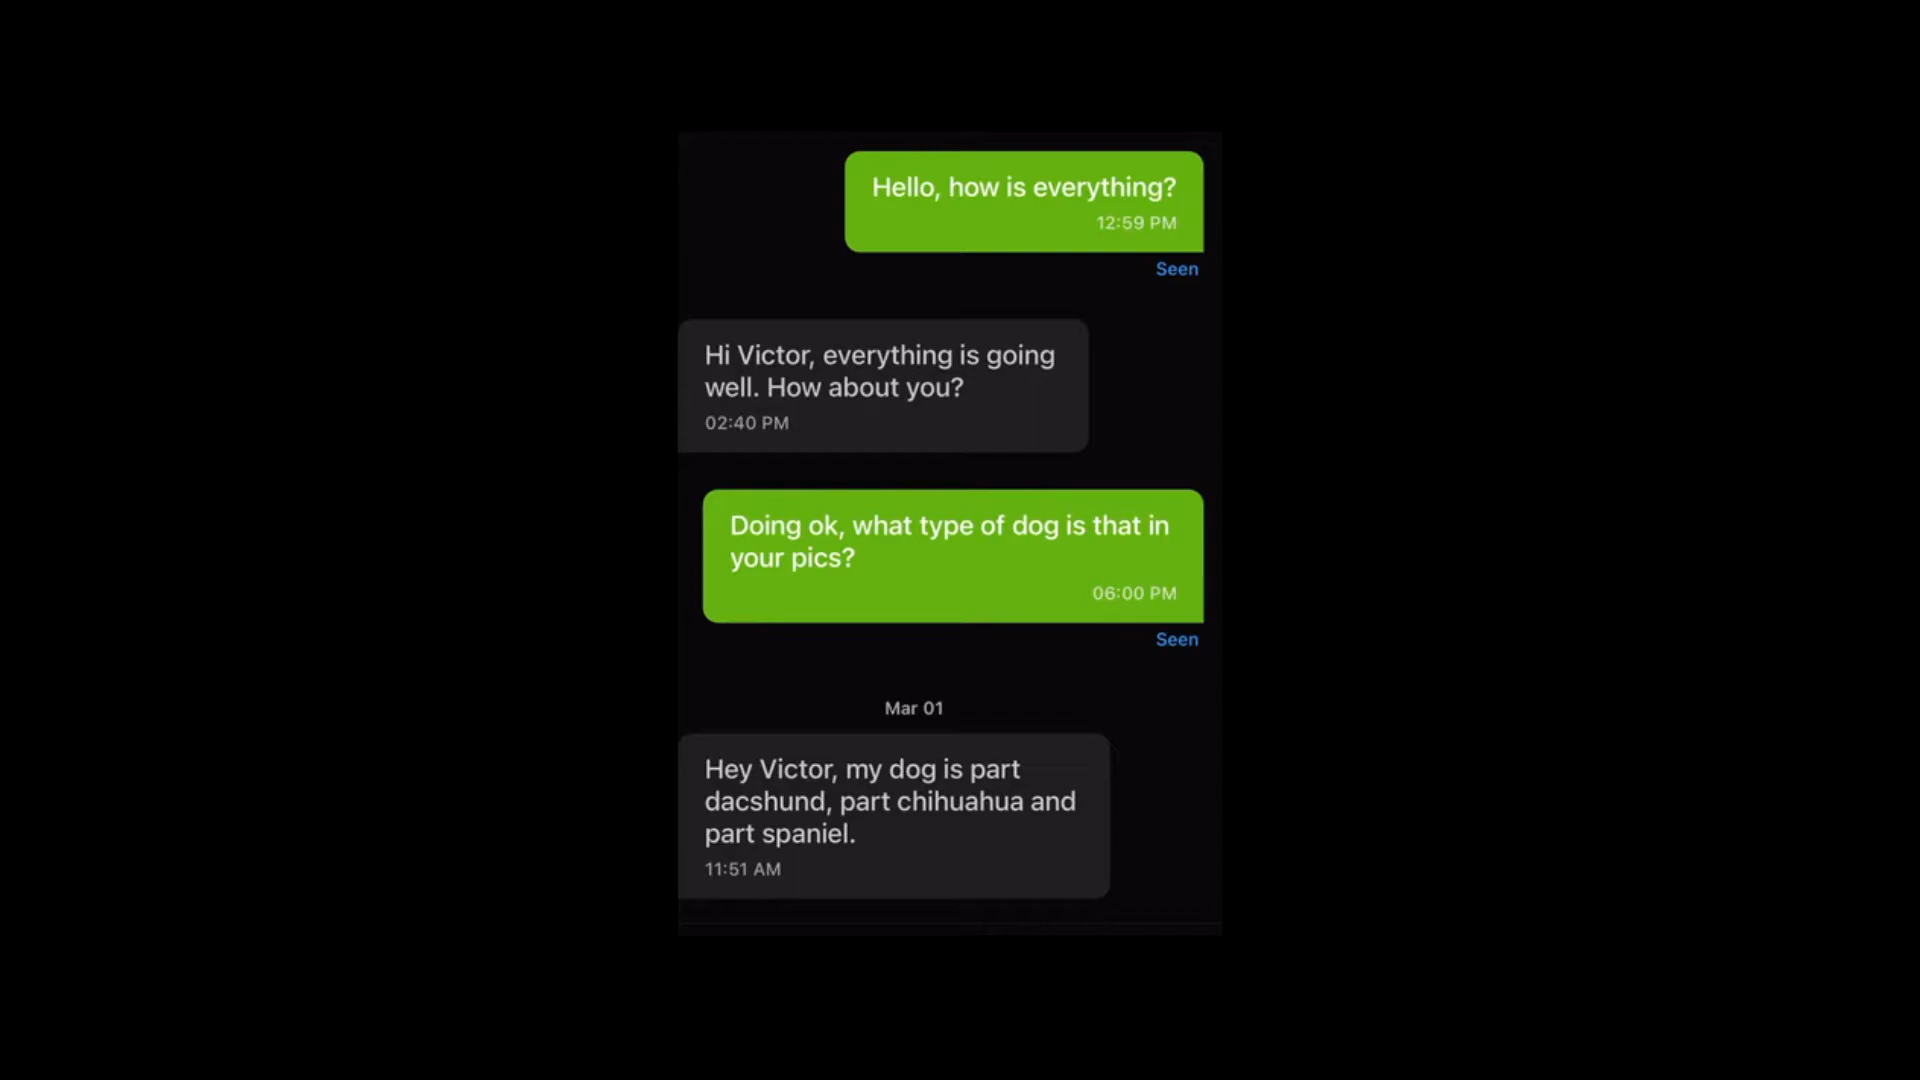 Hello, how is everything?
12:59 PM
Seen
Hi Victor, everything is going
well. How about you?
02:40 PM
Doing ok, what type of dog is that in
your pics?
06:00 PM
Seen
Mar 01
Hey Victor, my dog is part
dacshund, part chihuahua and
part spaniel.
11:51 AM